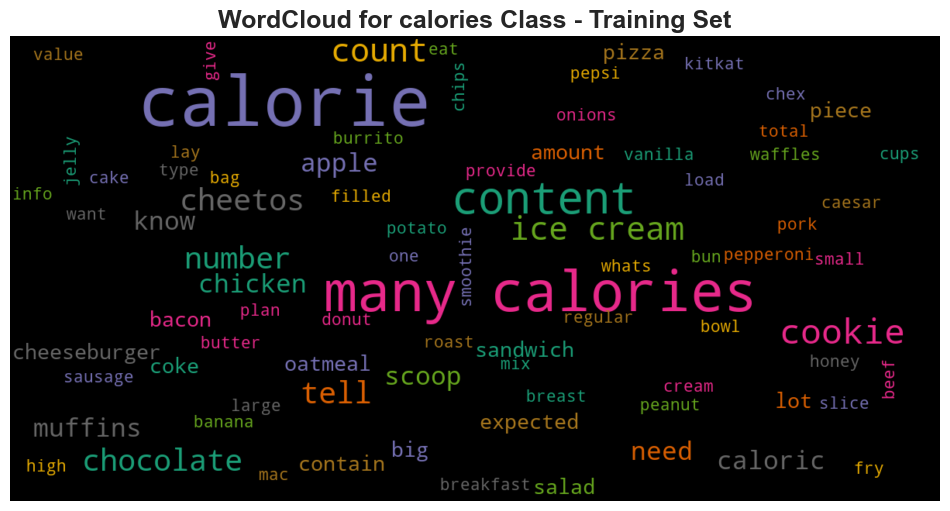 WordCloud for calories Class - Training Set
value
give
count
eat
pizza
kitkat
pepsi
chips
calorie
chex
piece
onions
total
burrito
jelly
lay
type
apple
amount
vanilla
waffles
cups
provide
cake
bag
info
want
cheetos
know
filled
content
load
caesar
pork
potato
ice cream
smoothie
number
one
whats
bun
pepperoni
small
chicken
many calories
bacon
plan
donut
regular
bowl
cookie
cheeseburger
butter
roast
sandwich
mix
honey
coke
sausage
oatmeal
scoop
tell
breast
cream
peanut
beef
lot
slice
large
banana
muffins
expected
big
need
caloric
chocolate
high
mac
contain
breakfast
salad
fry